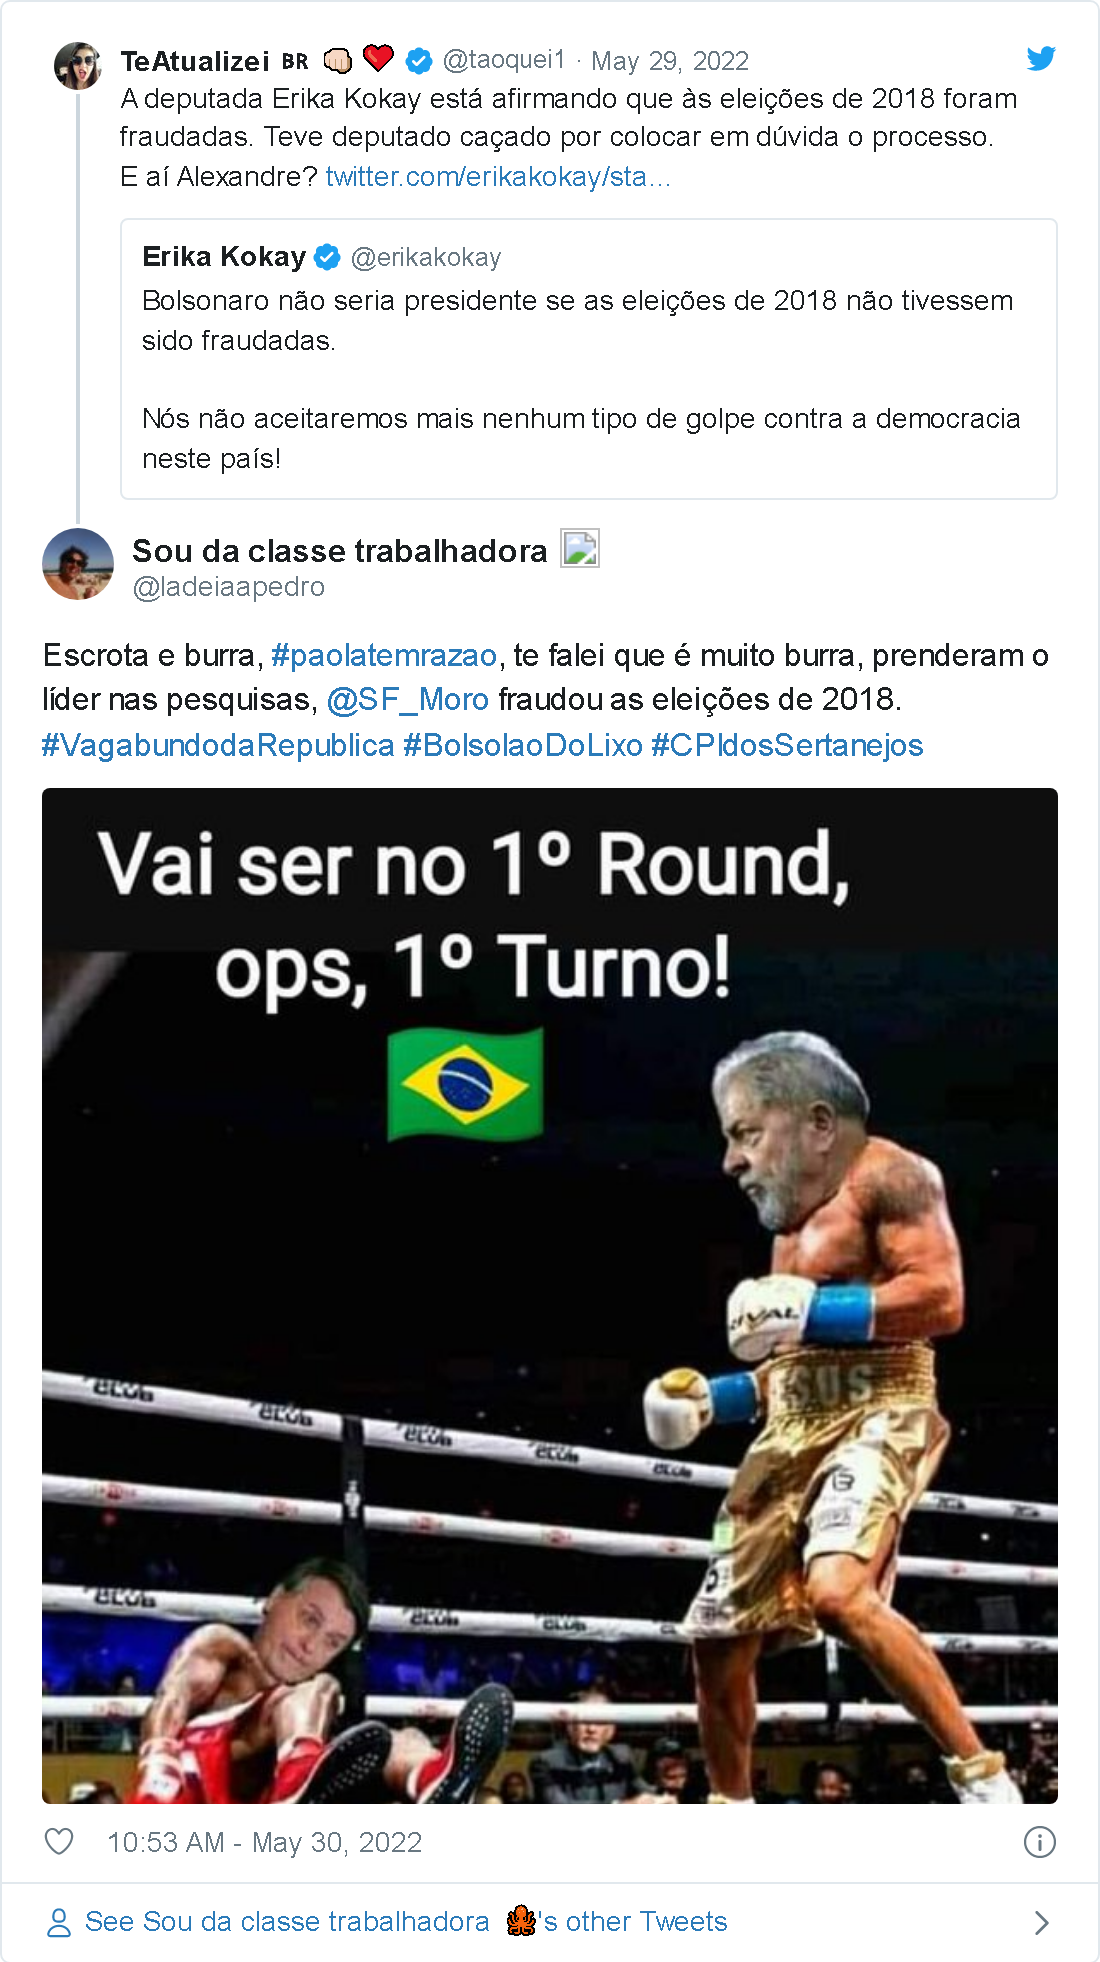 TeAtualizei BR @taoquei1 · May 29, 2022
A deputada Erika Kokay está afirmando que às eleições de 2018 foram
fraudadas. Teve deputado caçado por colocar em dúvida o processo.
E aí Alexandre? twitter.com/erikakokay/sta…
Erika Kokay @erikakokay
Bolsonaro não seria presidente se as eleições de 2018 não tivessem
sido fraudadas.
Nós não aceitaremos mais nenhum tipo de golpe contra a democracia
neste país!
Sou da classe trabalhadora
@ladeiaapedro
Escrota e burra, #paolatemrazao, te falei que é muito burra, prenderam o
líder nas pesquisas, @SF_Moro fraudou as eleições de 2018.
#VagabundodaRepublica #BolsolaoDoLixo #CPIdosSertanejos
Vai ser no 1º Round,
ops, 1º Turno!
RIVAL
SUS
CLUB
CLUB
CLUB
CLUB
CLUB
CLUB
CLUB
CLUB
10:53 AM - May 30, 2022
See Sou da classe trabalhadora 's other Tweets